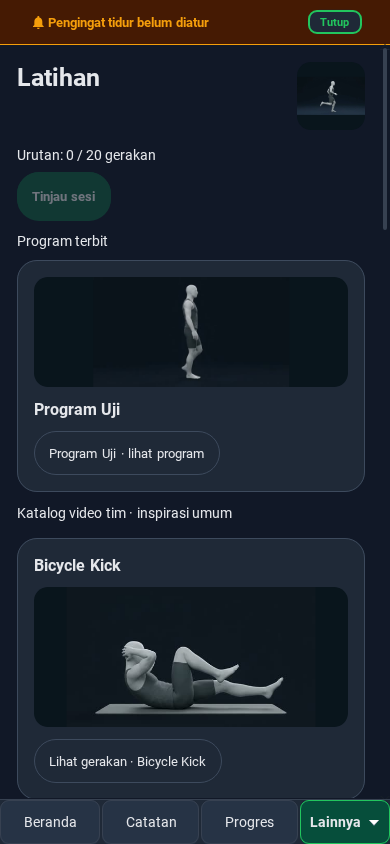 Pengingat tidur belum diatur
Tutup
Latihan
Urutan: 0 / 20 gerakan
Tinjau sesi
Program terbit
Program Uji
Program Uji · lihat program
Katalog video tim · inspirasi umum
Bicycle Kick
Lihat gerakan · Bicycle Kick
Beranda
Catatan
Progres
Lainnya